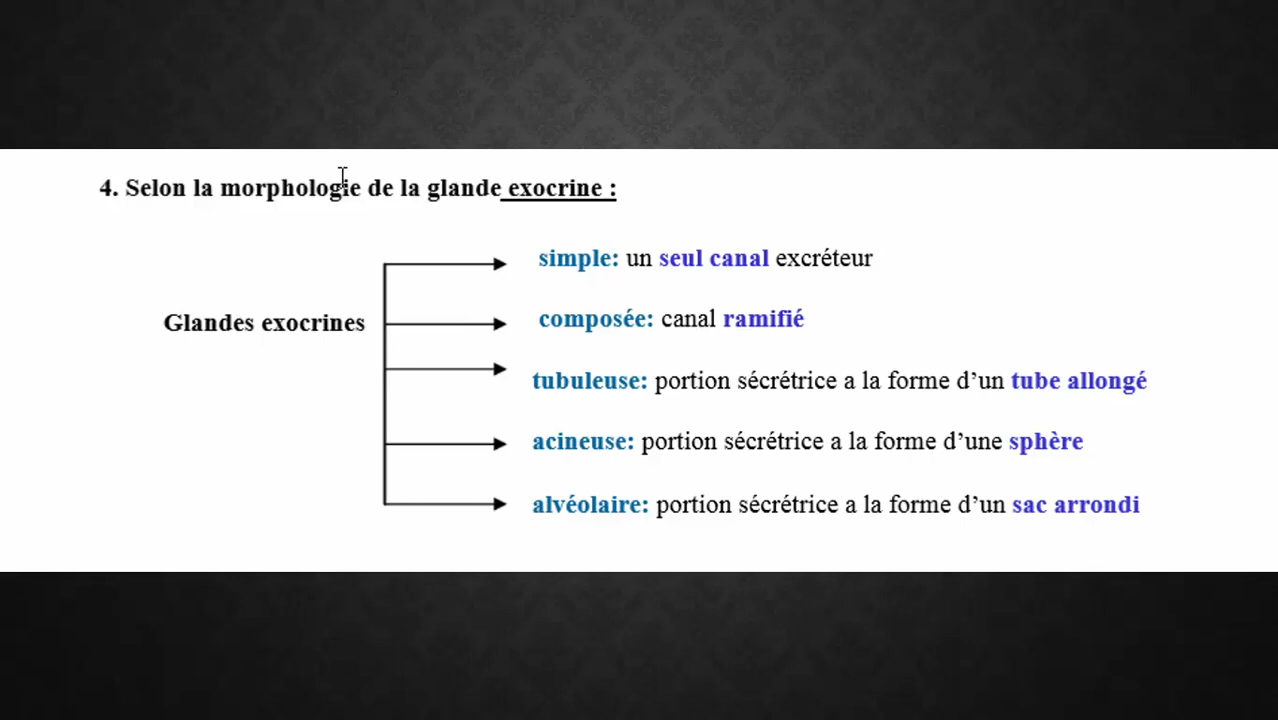 4. Selon la morphologie de la glande exocrine :
simple: un seul canal excréteur
Glandes exocrines
composée: canal ramifié
tubuleuse: portion sécrétrice a la forme d’un tube allongé
acineuse: portion sécrétrice a la forme d’une sphère
alvéolaire: portion sécrétrice a la forme d’un sac arrondi